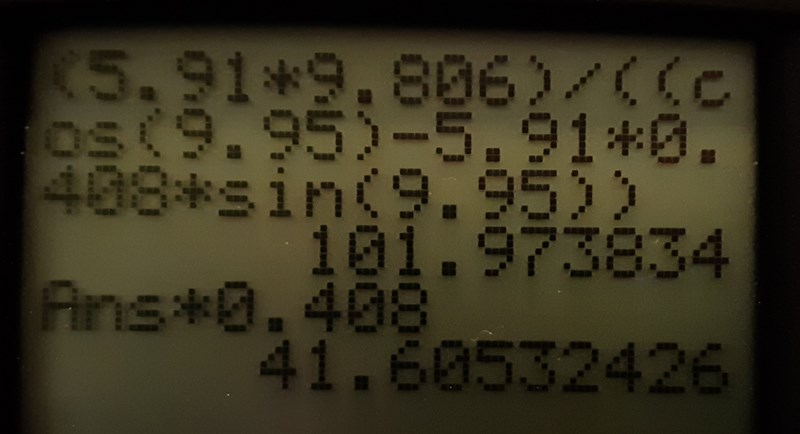 (5.91*9.806)/((c
os(9.95)-5.91*0.
408*sin(9.95))
101.973834
Ans*0.408
41.60532426